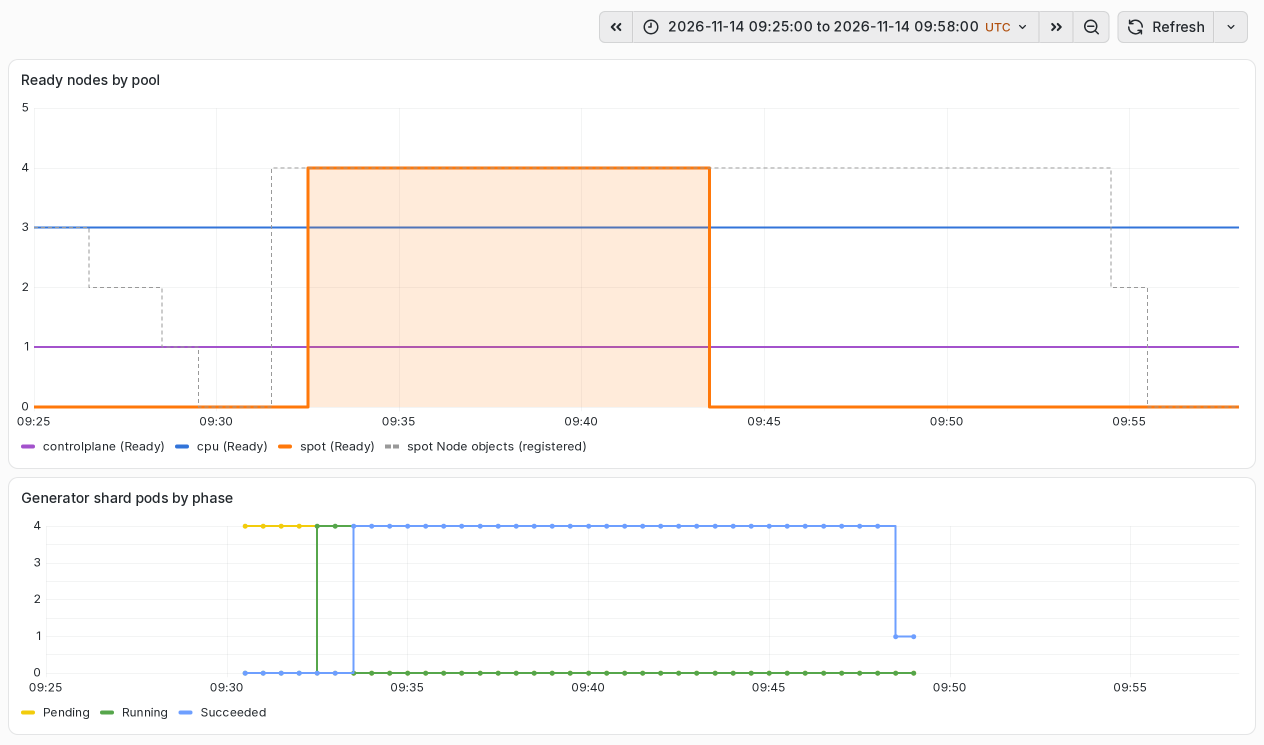 2026-11-14 09:25:00 to 2026-11-14 09:58:00 UTC Refresh
Ready nodes by pool
5
4
3
2
1
0
09:25 09:30 09:35 09:40 09:45 09:50 09:55
controlplane (Ready) cpu (Ready) spot (Ready) spot Node objects (registered)
Generator shard pods by phase
4
3
2
1
0
09:25 09:30 09:35 09:40 09:45 09:50 09:55
Pending Running Succeeded